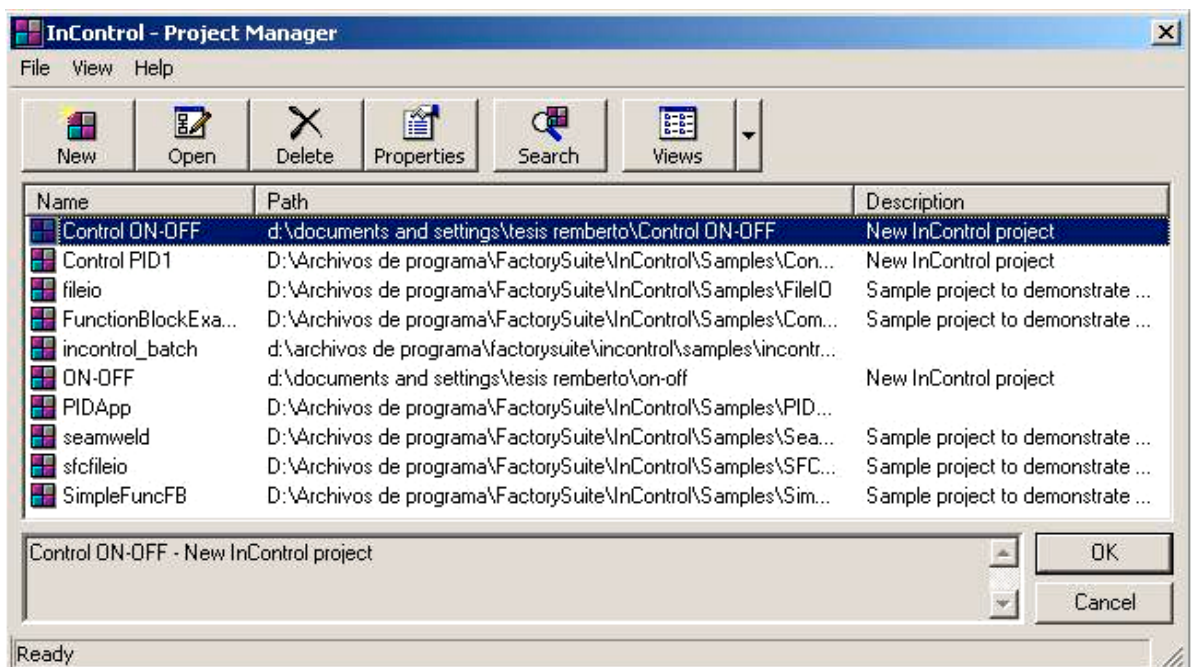 InControl - Project Manager
File View Help
New Open Delete Properties Search Views
Name Path Description
Control ON-OFF d:\documents and settings\tesis remberto\Control ON-OFF New InControl project
Control PID1 D:\Archivos de programa\FactorySuite\InControl\Samples\Con... New InControl project
fileio D:\Archivos de programa\FactorySuite\InControl\Samples\FileIO Sample project to demonstrate ...
FunctionBlockExa... D:\Archivos de programa\FactorySuite\InControl\Samples\Com... Sample project to demonstrate ...
incontrol_batch d:\archivos de programa\factorysuite\incontrol\samples\incontr...
ON-OFF d:\documents and settings\tesis remberto\on-off New InControl project
PIDApp D:\Archivos de programa\FactorySuite\InControl\Samples\PID...
seamweld D:\Archivos de programa\FactorySuite\InControl\Samples\Sea... Sample project to demonstrate ...
sfcfileio D:\Archivos de programa\FactorySuite\InControl\Samples\SFC... Sample project to demonstrate ...
SimpleFuncFB D:\Archivos de programa\FactorySuite\InControl\Samples\Sim... Sample project to demonstrate ...
Control ON-OFF - New InControl project
OK
Cancel
Ready